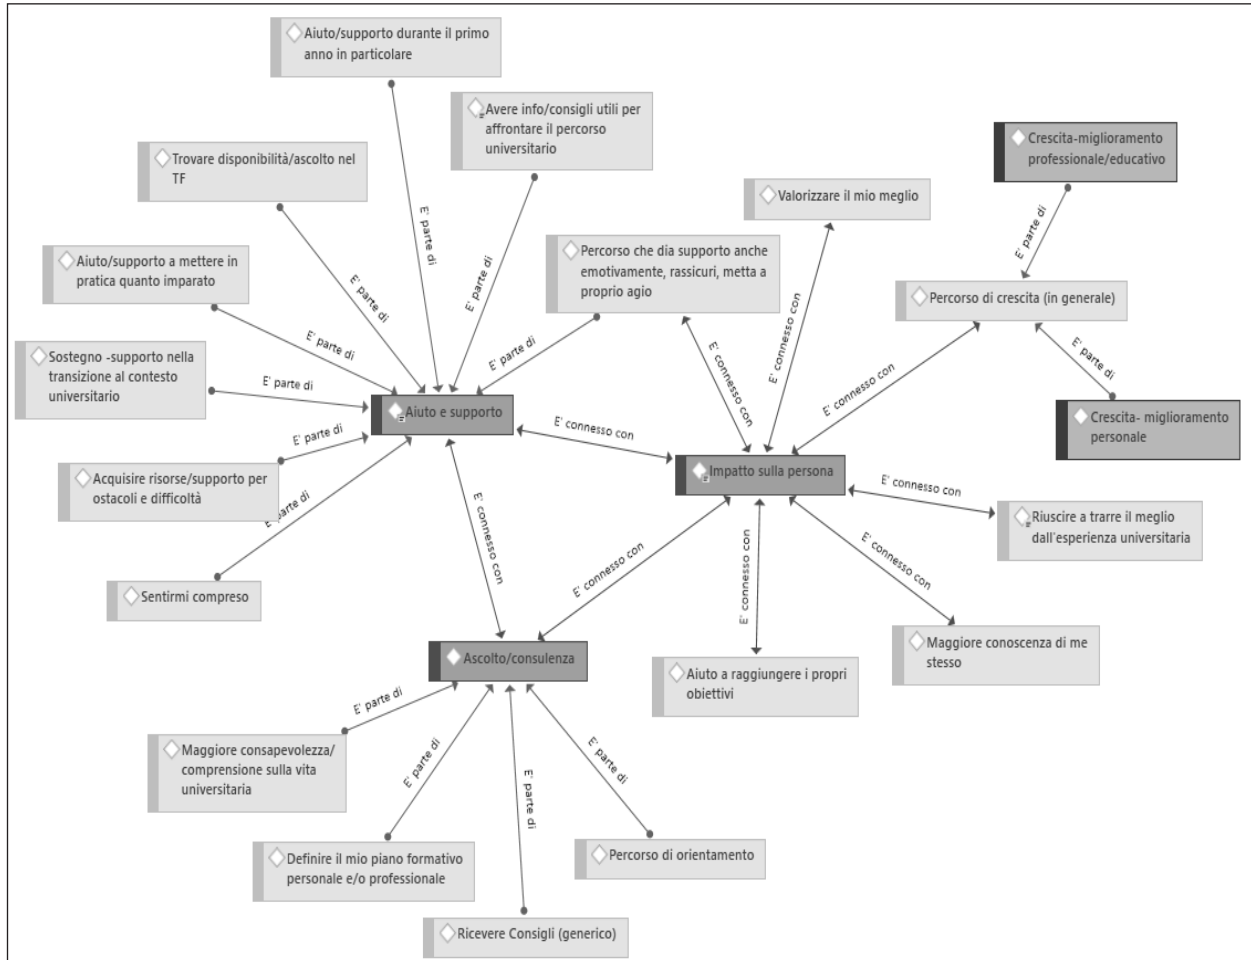 Aiuto/supporto durante il primo
anno in particolare
Avere info/consigli utili per
affrontare il percorso
universitario
Crescita-miglioramento
professionale/educativo
Trovare disponibilità/ascolto nel
TF
Valorizzare il mio meglio
E' parte di
E' parte di
E' parte di
E' parte di
Aiuto/supporto a mettere in
pratica quanto imparato
Percorso che dia supporto anche
emotivamente, rassicuri, metta a
proprio agio
E' connesso con
Percorso di crescita (in generale)
E' parte di
E' parte di
E' parte di
Sostegno -supporto nella
transizione al contesto
universitario
E' parte di
E' connesso con
E' connesso con
Aiuto e supporto
Crescita- miglioramento
personale
E' parte di
E' connesso con
Acquisire risorse/supporto per
ostacoli e difficoltà
E' parte di
Impatto sulla persona
E' connesso con
Riuscire a trarre il meglio
dall'esperienza universitaria
E' connesso con
E' connesso con
E' connesso con
E' connesso con
Sentirmi compreso
Ascolto/consulenza
Maggiore conoscenza di me
stesso
Aiuto a raggiungere i propri
obiettivi
E' parte di
Maggiore consapevolezza/
comprensione sulla vita
universitaria
E' parte di
E' parte di
E' parte di
Definire il mio piano formativo
personale e/o professionale
Percorso di orientamento
Ricevere Consigli (generico)